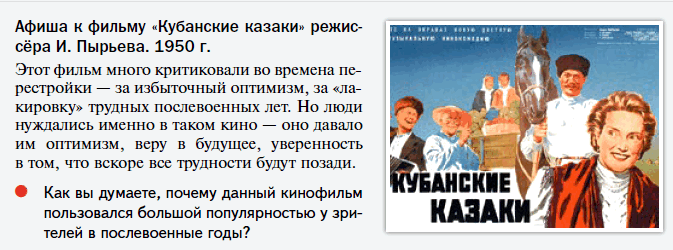 Афиша к фильму «Кубанские казаки» режис-
сёра И. Пырьева. 1950 г.
Этот фильм много критиковали во времена пе-
рестройки — за избыточный оптимизм, за «ла-
кировку» трудных послевоенных лет. Но люди
нуждались именно в таком кино — оно давало
им оптимизм, веру в будущее, уверенность
в том, что вскоре все трудности будут позади.
Как вы думаете, почему данный кинофильм
пользовался большой популярностью у зри-
телей в послевоенные годы?
КУБАНСКИЕ
КАЗАКИ